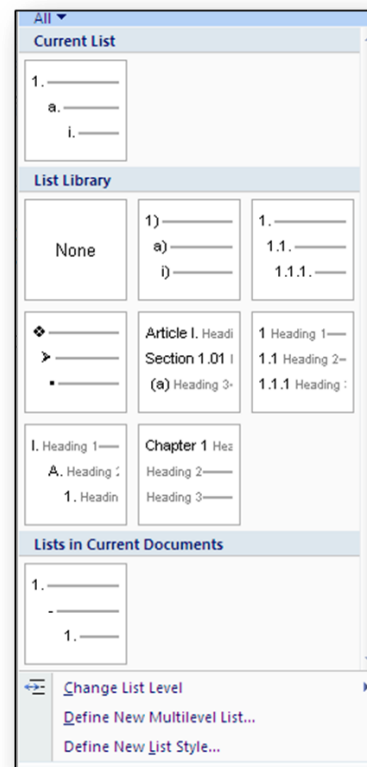 All
Current List
1.
a.
i.
List Library
None
1)
a)
i)
1.
1.1.
1.1.1.
Article I. Headi
Section 1.01
(a) Heading 3-
1 Heading 1
1.1 Heading 2
1.1.1 Heading
I. Heading 1
A. Heading 2
1. Headin
Chapter 1 Hea
Heading 2
Heading 3
Lists in Current Documents
1.
-
1.
Change List Level
Define New Multilevel List...
Define New List Style...